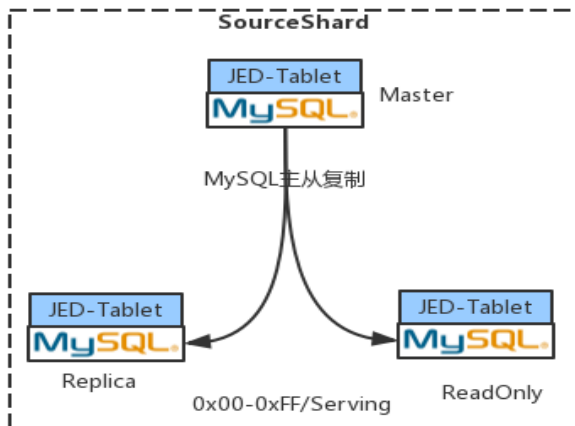 SourceShard
JED-Tablet
MySQL
Master
MySQL主从复制
JED-Tablet
MySQL
Replica
JED-Tablet
MySQL
ReadOnly
0x00-0xFF/Serving